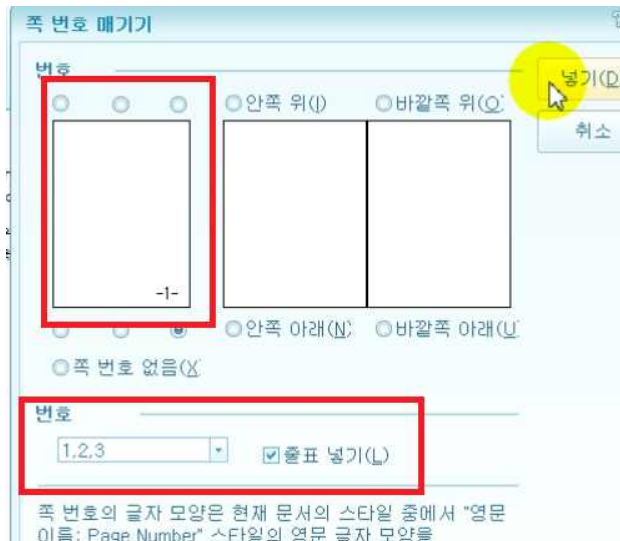 쪽 번호 매기기
번호
넣기(D
안쪽 위(I) 바깥쪽 위(O)
취소
-1-
안쪽 아래(N) 바깥쪽 아래(U
쪽 번호 없음(X
번호
1,2,3 줄표 넣기(L)
쪽 번호의 글자 모양은 현재 문서의 스타일 중에서 "영문
이름: Page Number" 스타일의 영문 글자 모양을